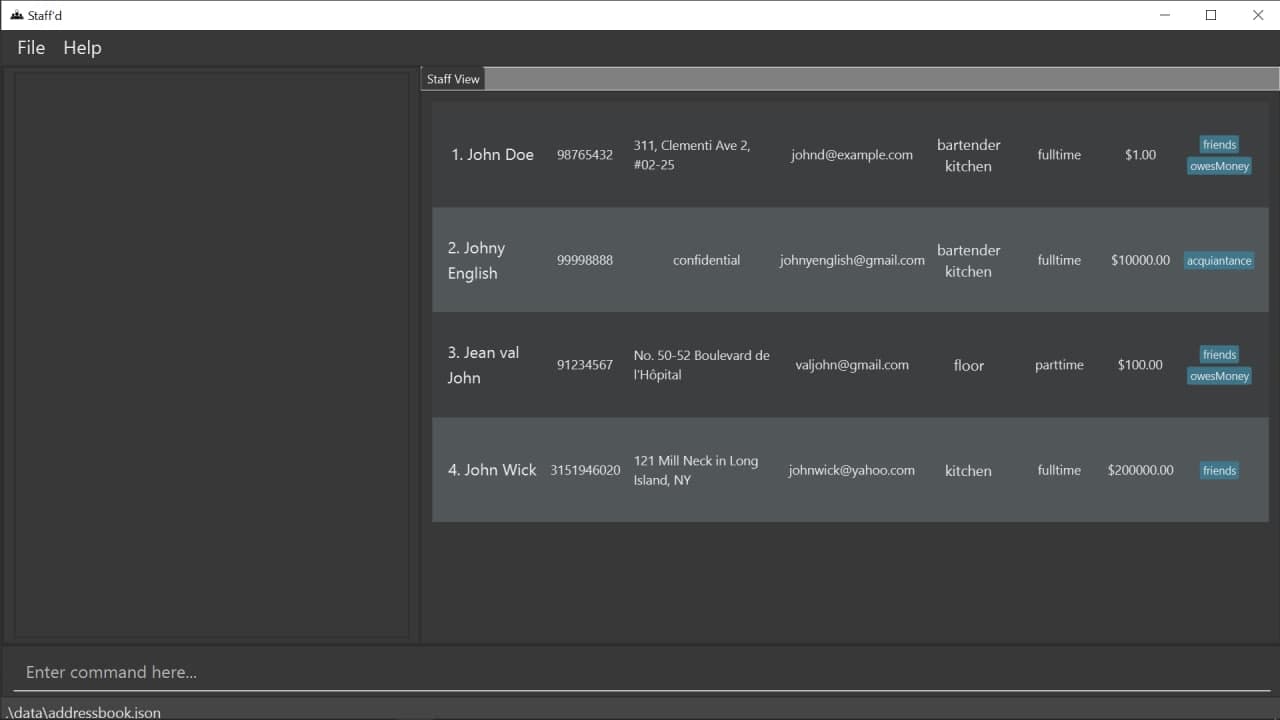 Staff'd
File Help
Staff View
1. John Doe 98765432 311, Clementi Ave 2, #02-25 johnd@example.com bartender kitchen fulltime $1.00 friends owesMoney
2. Johny English 99998888 confidential johnyenglish@gmail.com bartender kitchen fulltime $10000.00 acquiantance
3. Jean val John 91234567 No. 50-52 Boulevard de l'Hôpital valjohn@gmail.com floor parttime $100.00 friends owesMoney
4. John Wick 3151946020 121 Mill Neck in Long Island, NY johnwick@yahoo.com kitchen fulltime $200000.00 friends
Enter command here...
.\data\addressbook.json